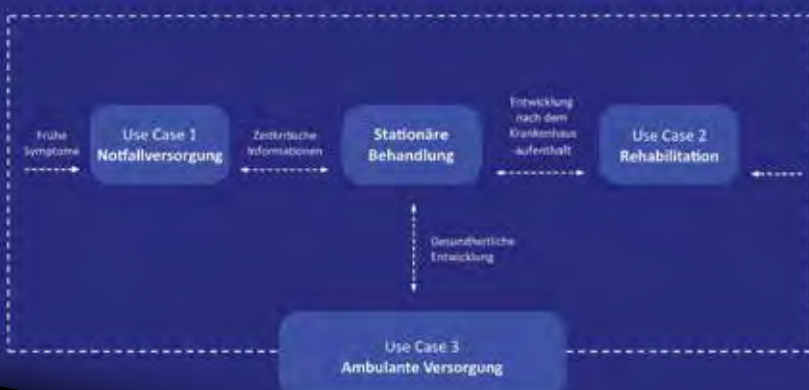 Frühe
Symptome
Use Case 1
Notfallversorgung
Zeitkritische
Informationen
Stationäre
Behandlung
Entwicklung
nach dem
Krankenhaus
-aufenthalt
Use Case 2
Rehabilitation
Gesundheitliche
Entwicklung
Use Case 3
Ambulante Versorgung